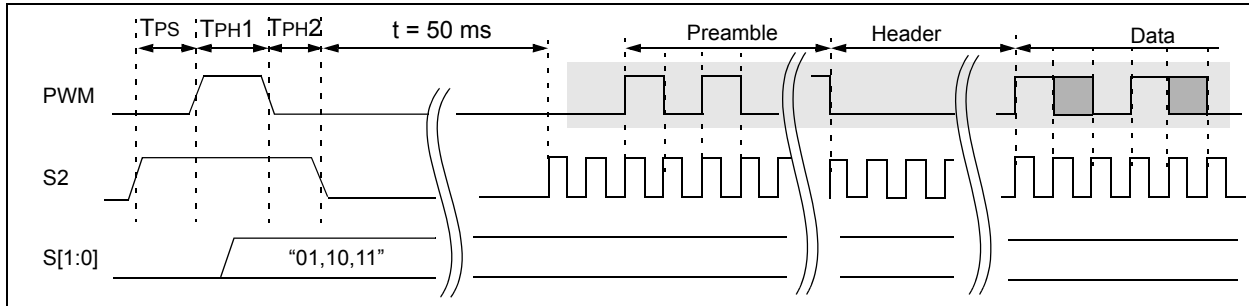 TPS TPH1 TPH2 t = 50 ms Preamble Header Data
PWM
S2
S[1:0] “01,10,11”